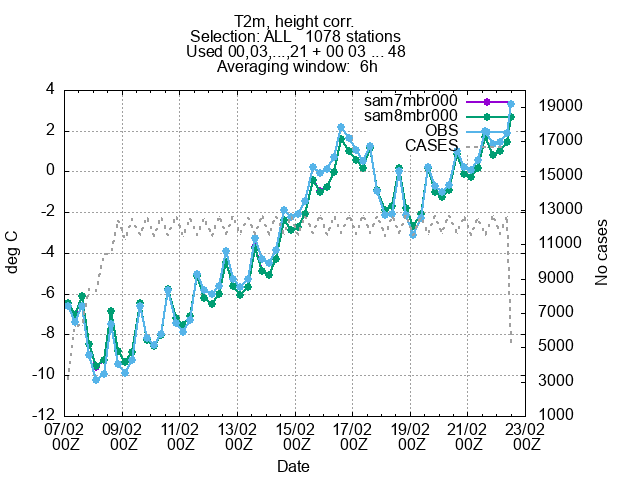 T2m, height corr.
Selection: ALL   1078 stations
Used 00,03,...,21 + 00 03 ... 48
Averaging window:  6h
sam7mbr000
sam8mbr000
OBS
CASES
4
2
0
-2
-4
-6
-8
-10
-12
deg C
19000
17000
15000
13000
11000
9000
7000
5000
3000
1000
No cases
07/02 09/02 11/02 13/02 15/02 17/02 19/02 21/02 23/02
00Z 00Z 00Z 00Z 00Z 00Z 00Z 00Z 00Z
Date